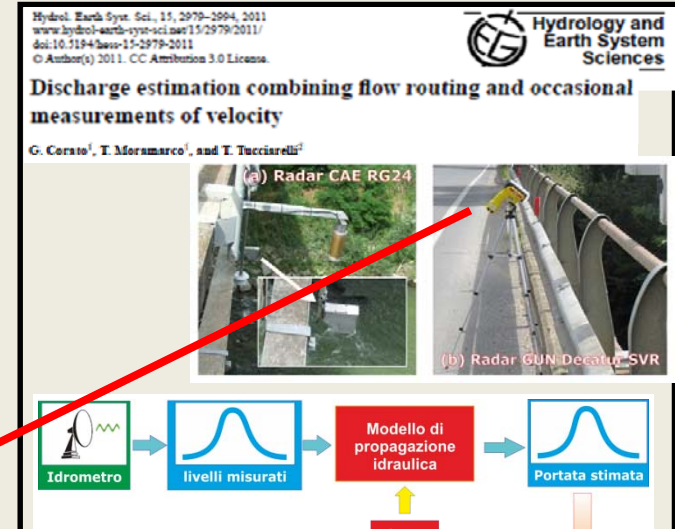 Hydrol. Earth Syst. Sci., 15, 2979–2994, 2011
www.hydrol-earth-syst-sci.net/15/2979/2011/
doi:10.5194/hess-15-2979-2011
© Author(s) 2011. CC Attribution 3.0 License.
Hydrology and
Earth System
Sciences
Discharge estimation combining flow routing and occasional
measurements of velocity
G. Corato¹, T. Moramarco¹, and T. Tucciarelli²
(a) Radar CAE RG24
(b) Radar GUN Decatur SVR
Idrometro
livelli misurati
Modello di
propagazione
idraulica
Portata stimata